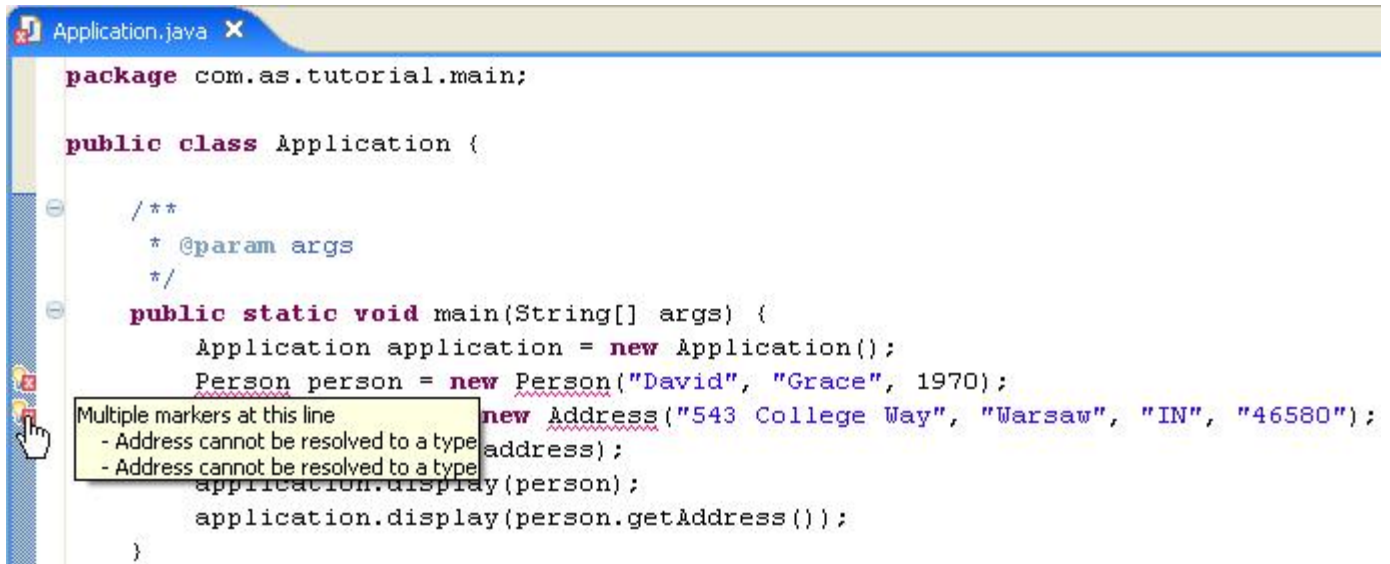 Application.java
package com.as.tutorial.main;
public class Application {
/**
* @param args
*/
public static void main(String[] args) {
Application application = new Application();
Person person = new Person("David", "Grace", 1970);
Multiple markers at this line
- Address cannot be resolved to a type
- Address cannot be resolved to a type
new Address("543 College Way", "Warsaw", "IN", "46580");
address);
application.display(person);
application.display(person.getAddress());
}